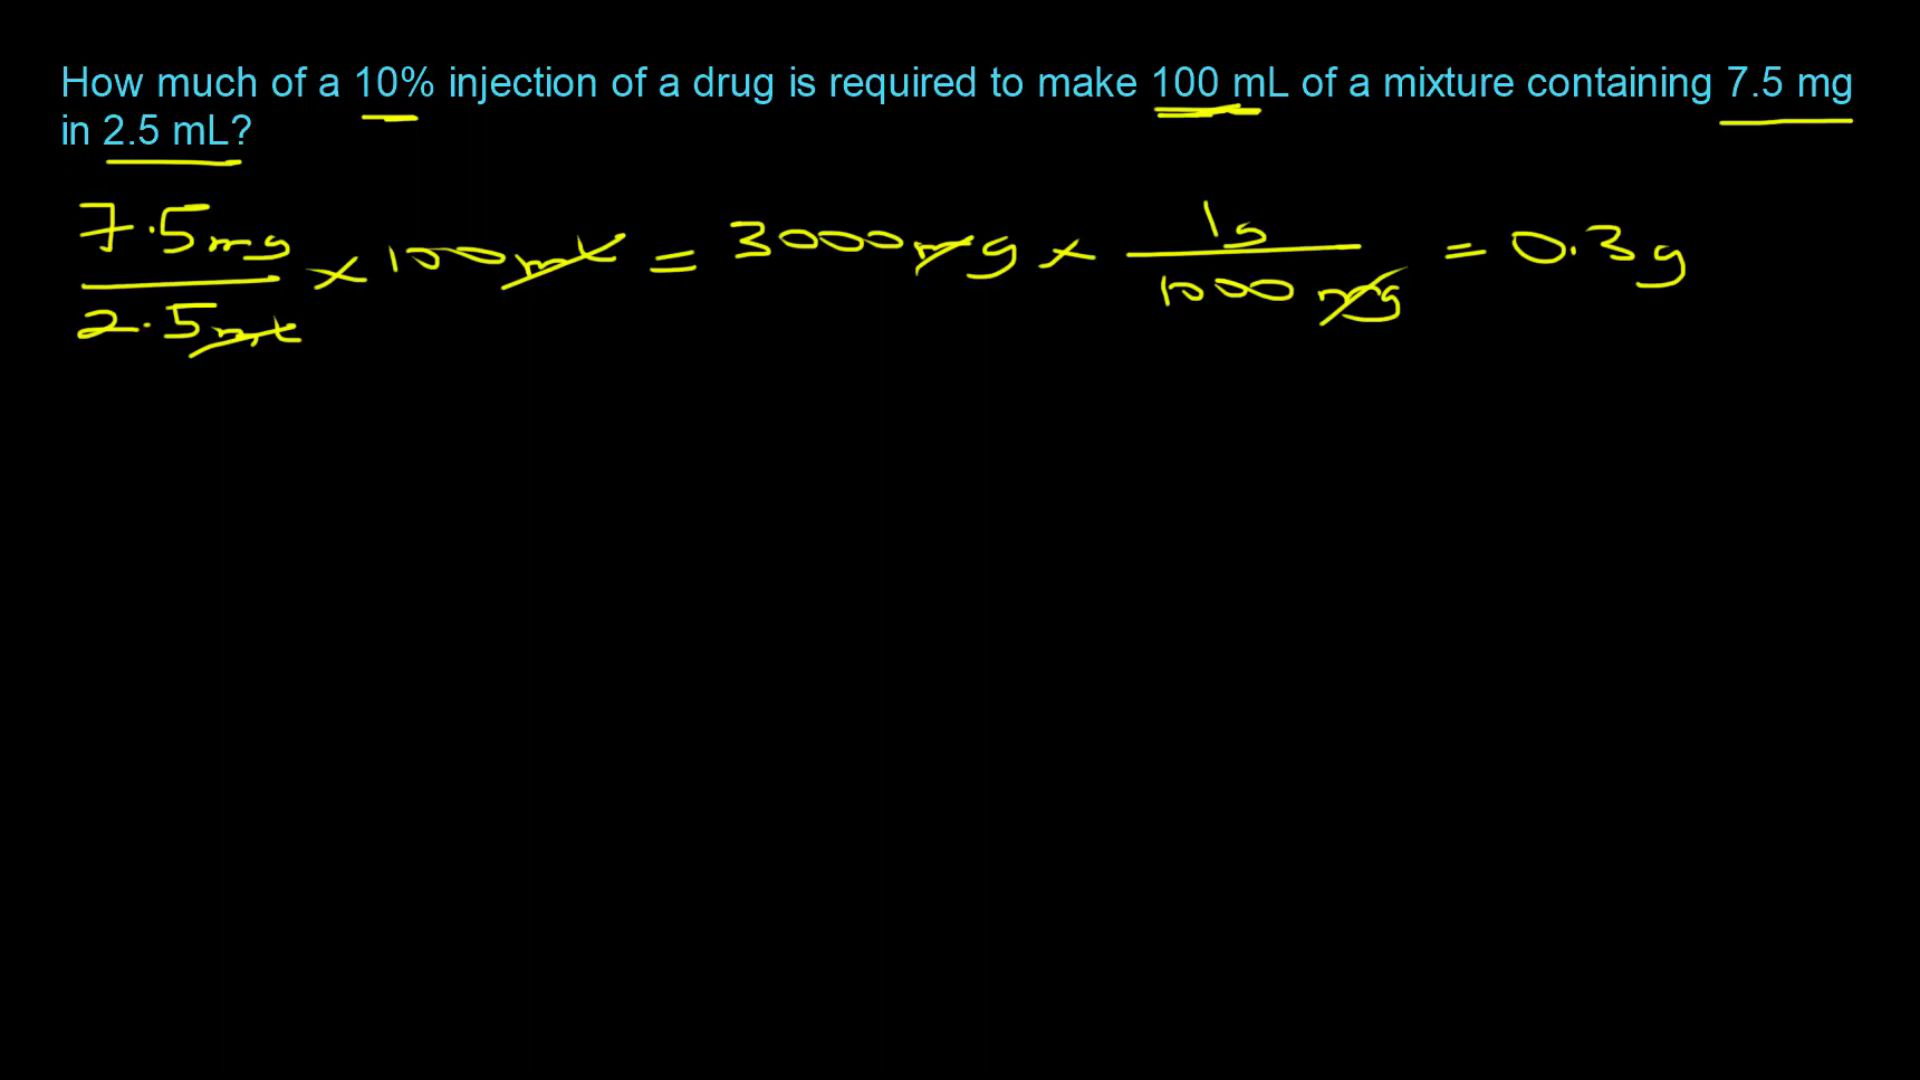 How much of a 10% injection of a drug is required to make 100 mL of a mixture containing 7.5 mg
in 2.5 mL?
7.5mg/2.5mL × 100mL = 3000mg × 1g/1000mg = 0.3g